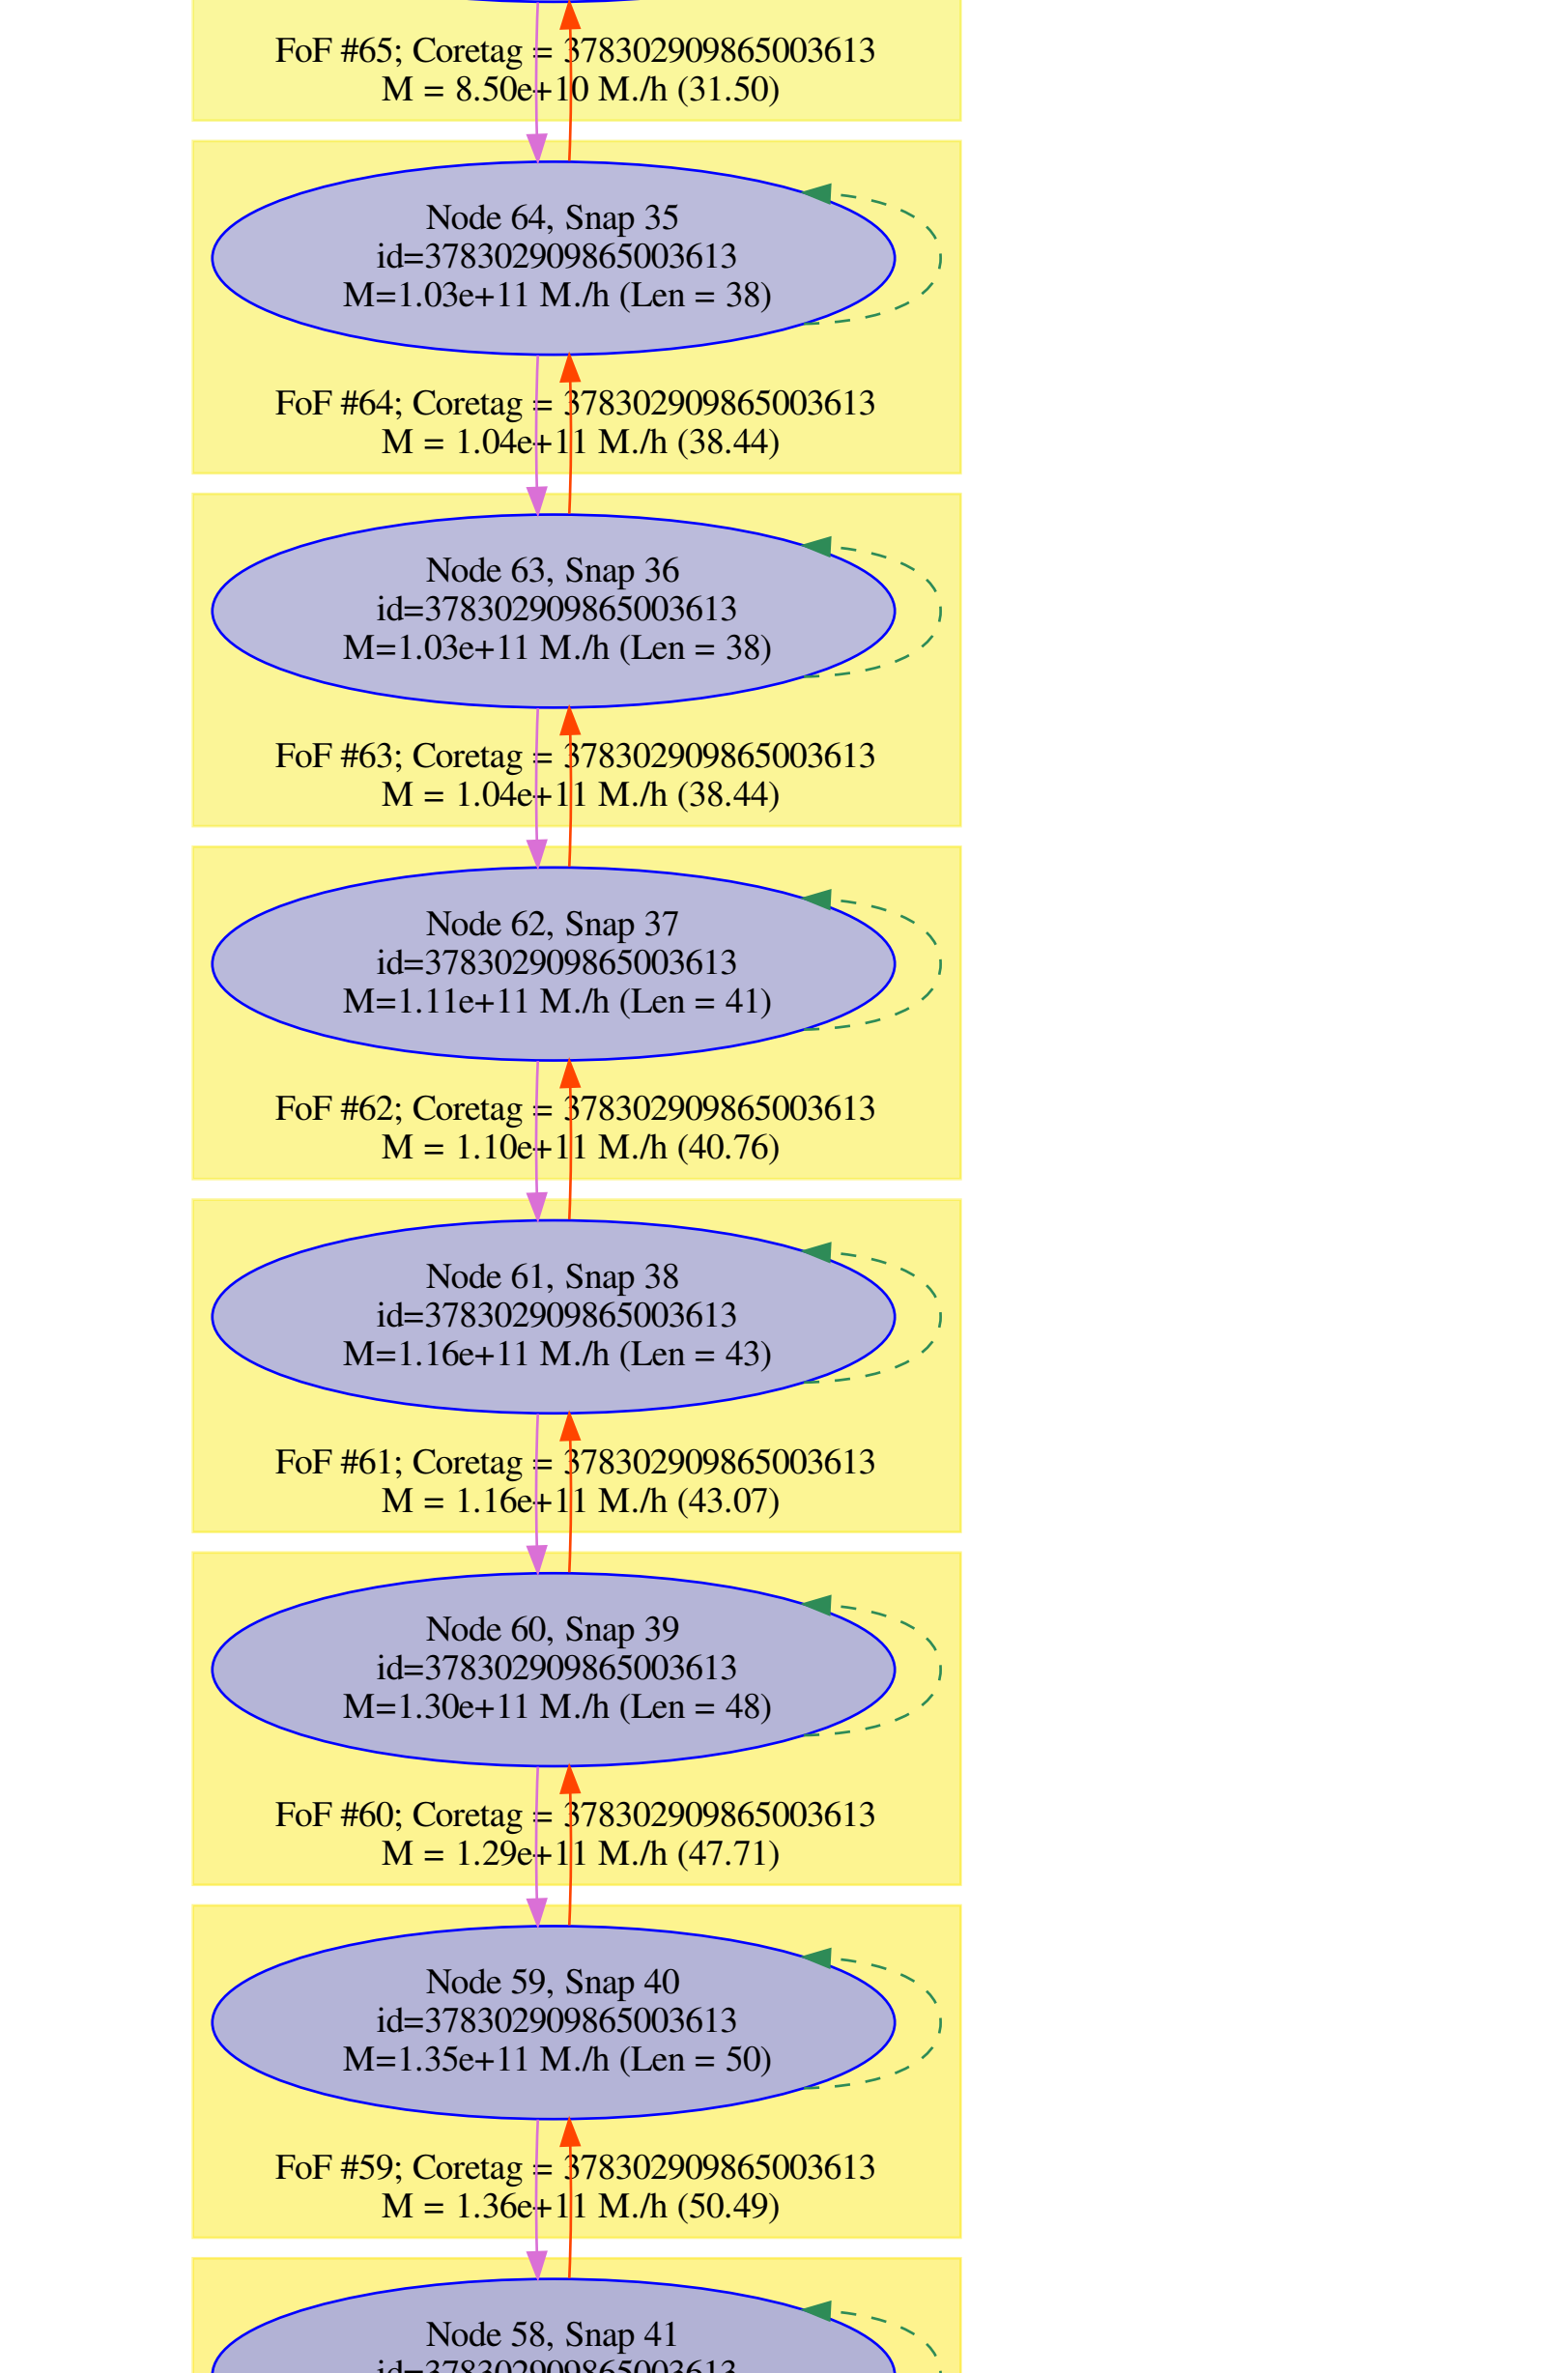 FoF #65; Coretag = 378302909865003613
M = 8.50e+10 M./h (31.50)
Node 64, Snap 35
id=378302909865003613
M=1.03e+11 M./h (Len = 38)
FoF #64; Coretag = 378302909865003613
M = 1.04e+11 M./h (38.44)
Node 63, Snap 36
id=378302909865003613
M=1.03e+11 M./h (Len = 38)
FoF #63; Coretag = 378302909865003613
M = 1.04e+11 M./h (38.44)
Node 62, Snap 37
id=378302909865003613
M=1.11e+11 M./h (Len = 41)
FoF #62; Coretag = 378302909865003613
M = 1.10e+11 M./h (40.76)
Node 61, Snap 38
id=378302909865003613
M=1.16e+11 M./h (Len = 43)
FoF #61; Coretag = 378302909865003613
M = 1.16e+11 M./h (43.07)
Node 60, Snap 39
id=378302909865003613
M=1.30e+11 M./h (Len = 48)
FoF #60; Coretag = 378302909865003613
M = 1.29e+11 M./h (47.71)
Node 59, Snap 40
id=378302909865003613
M=1.35e+11 M./h (Len = 50)
FoF #59; Coretag = 378302909865003613
M = 1.36e+11 M./h (50.49)
Node 58, Snap 41
id=378302909865003613